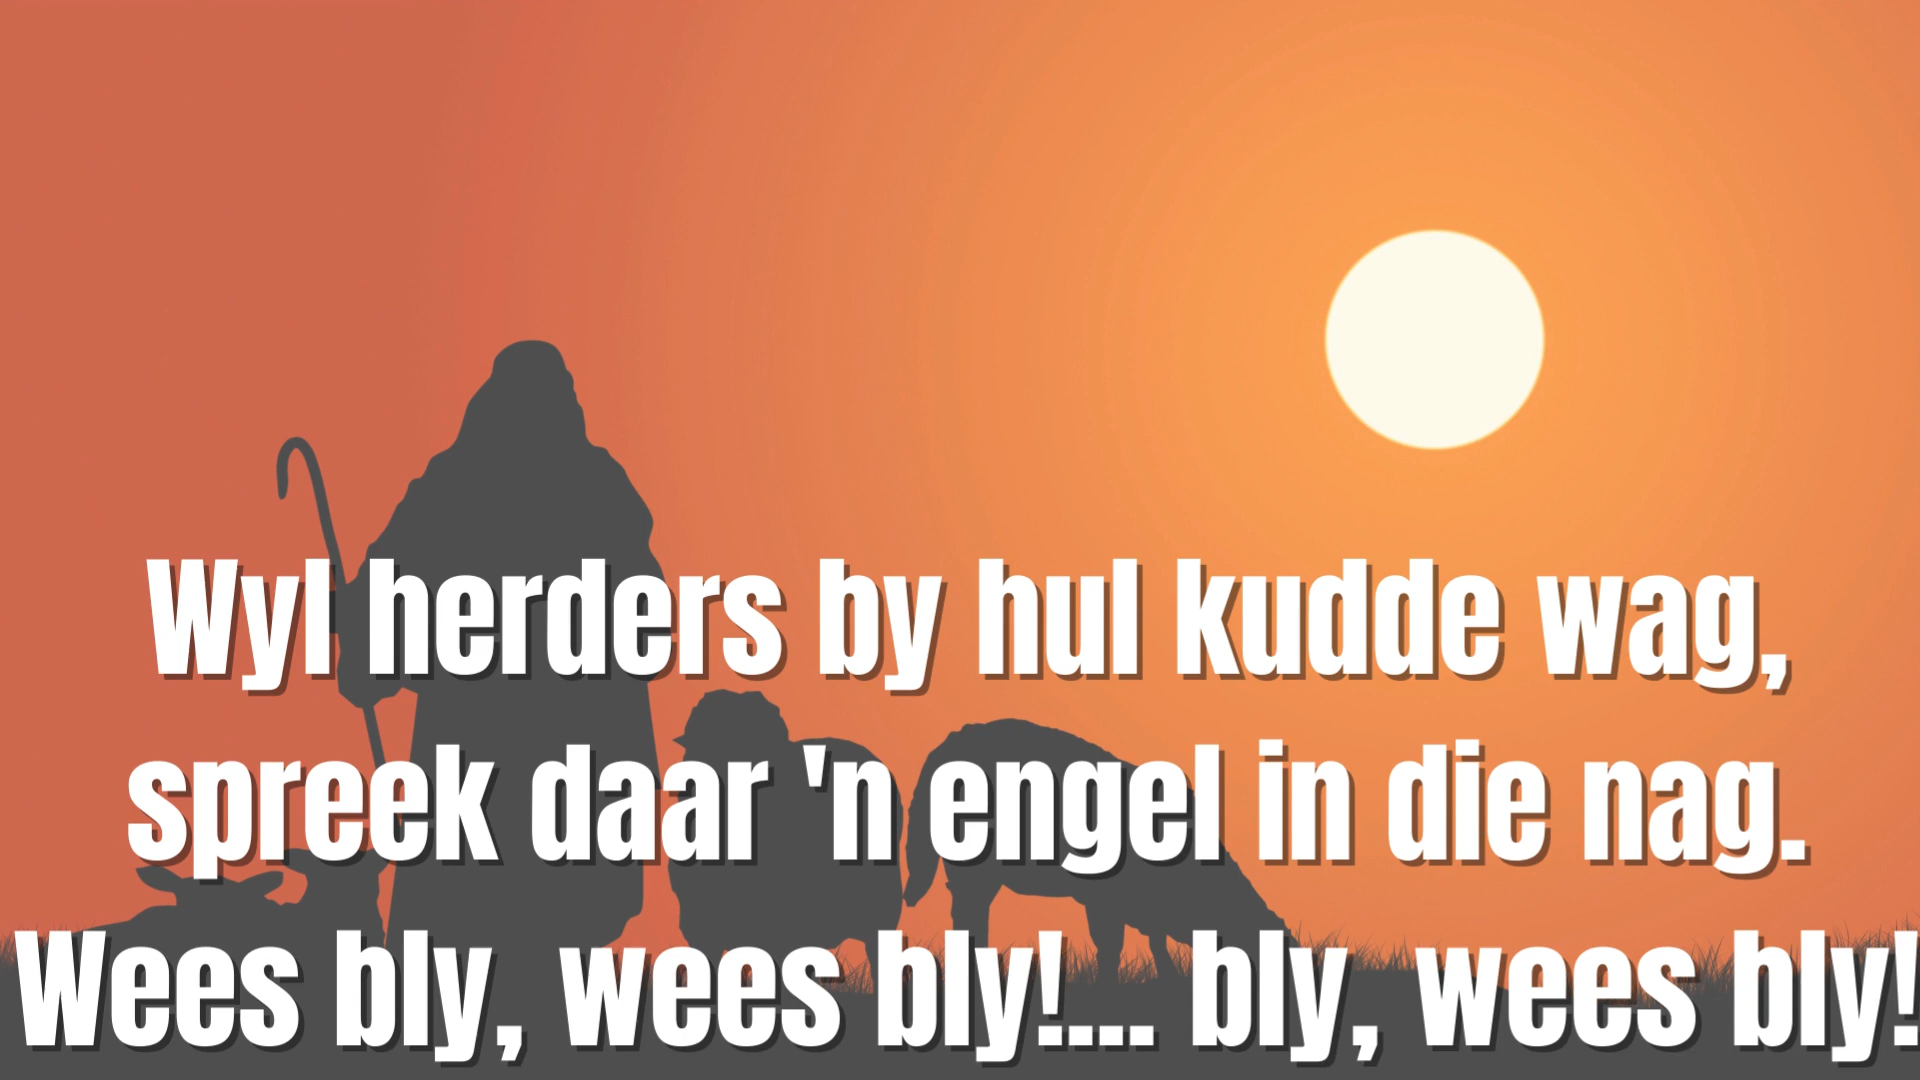 Wyl herders by hul kudde wag,
spreek daar 'n engel in die nag.
Wees bly, wees bly!... bly, wees bly!